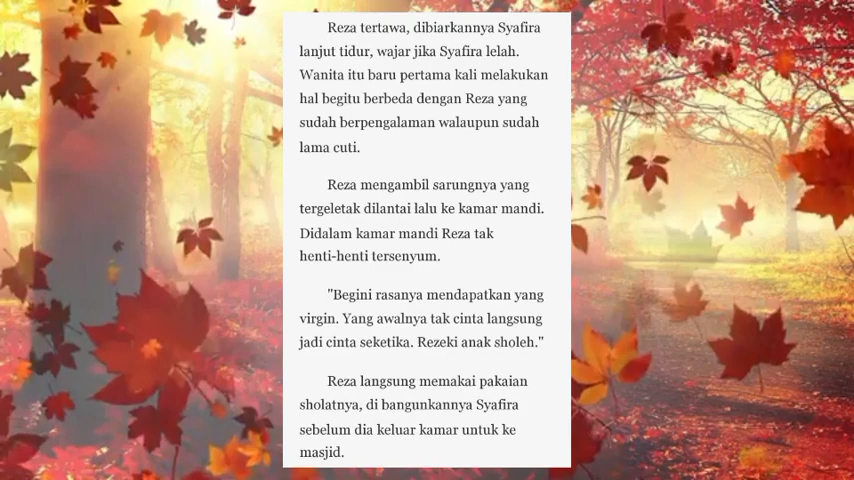 Reza tertawa, dibiarkannya Syafira
lanjut tidur, wajar jika Syafira lelah.
Wanita itu baru pertama kali melakukan
hal begitu berbeda dengan Reza yang
sudah berpengalaman walaupun sudah
lama cuti.
Reza mengambil sarungnya yang
tergeletak dilantai lalu ke kamar mandi.
Didalam kamar mandi Reza tak
henti-henti tersenyum.
"Begini rasanya mendapatkan yang
virgin. Yang awalnya tak cinta langsung
jadi cinta seketika. Rezeki anak sholeh."
Reza langsung memakai pakaian
sholatnya, di bangunkannya Syafira
sebelum dia keluar kamar untuk ke
masjid.